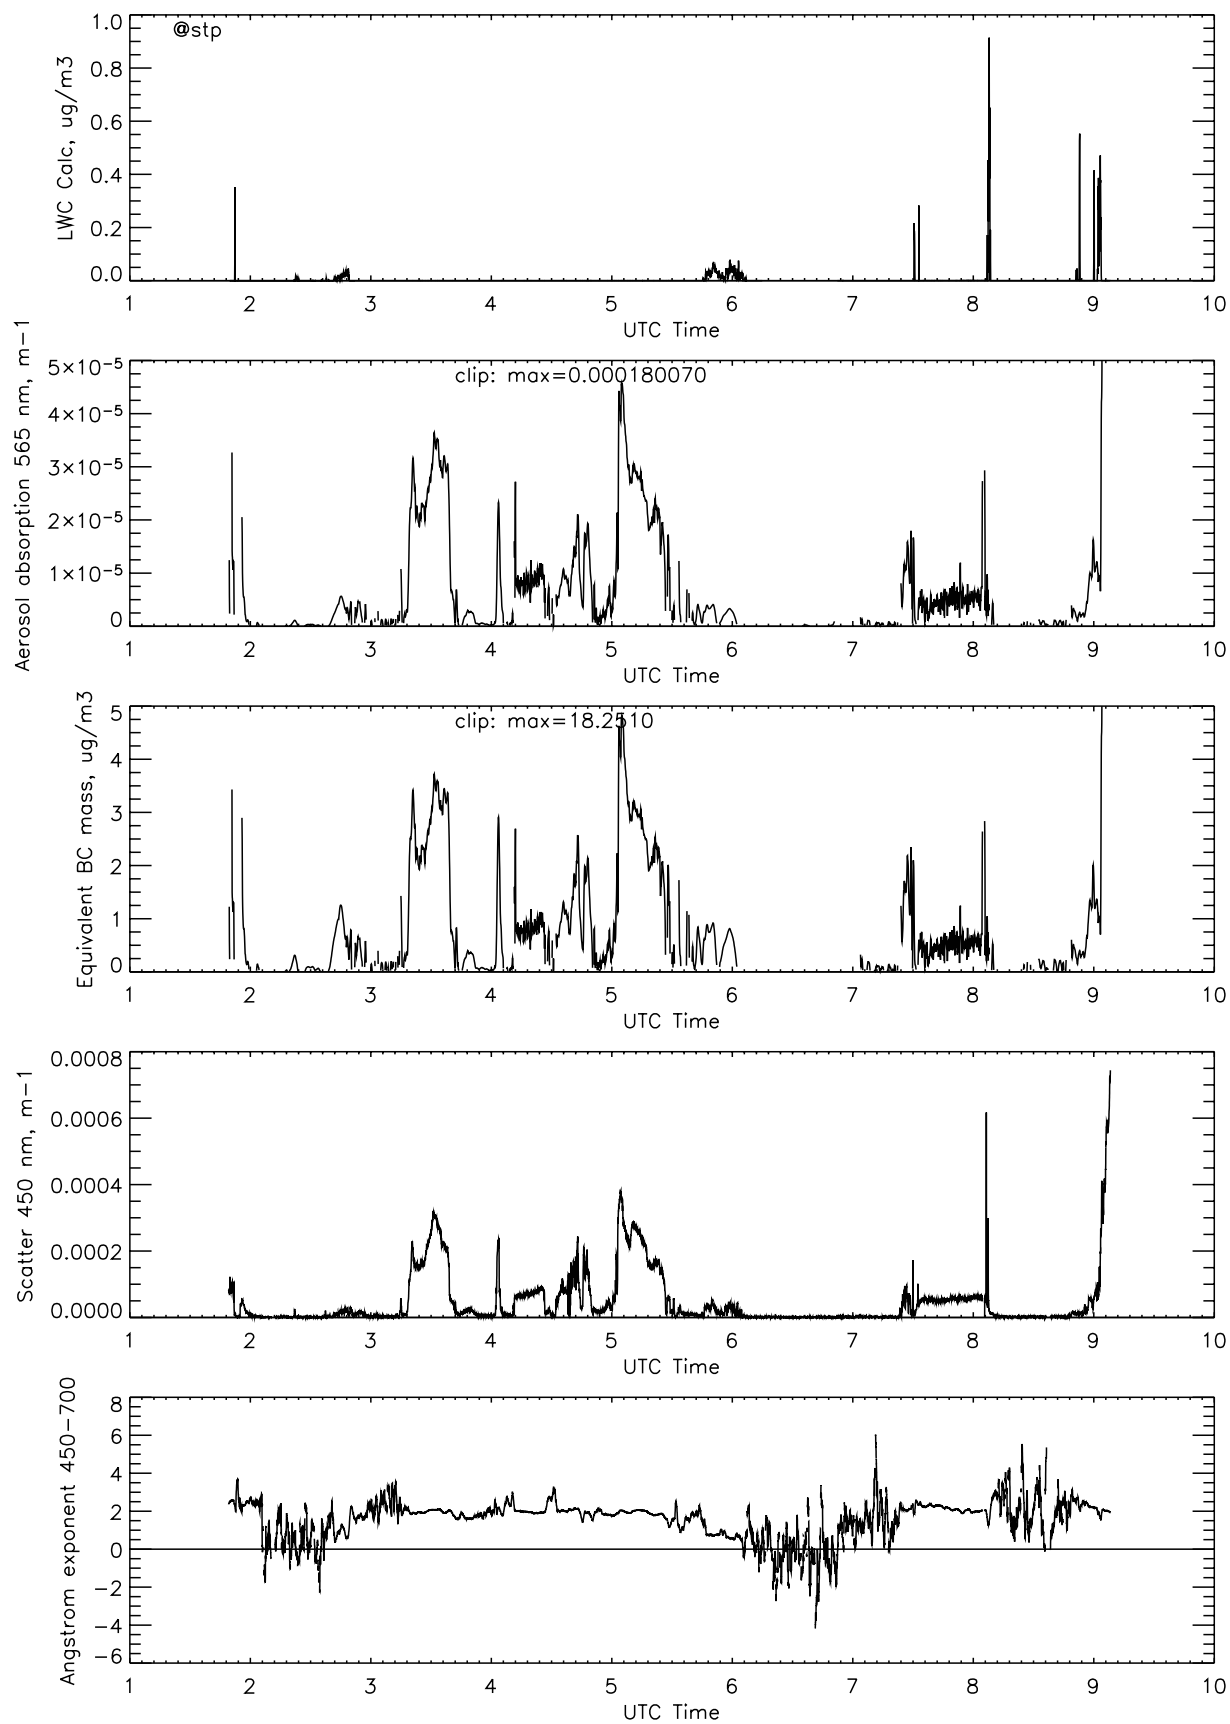 @stp
LWC Calc, ug/m3
1.0
0.8
0.6
0.4
0.2
0.0
1 2 3 4 5 6 7 8 9 10
UTC Time
Aerosol absorption 565 nm, m-1
clip: max=0.000180070
5×10-5
4×10-5
3×10-5
2×10-5
1×10-5
0
1 2 3 4 5 6 7 8 9 10
UTC Time
Equivalent BC mass, ug/m3
clip: max=18.2510
5
4
3
2
1
0
1 2 3 4 5 6 7 8 9 10
UTC Time
Scatter 450 nm, m-1
0.0008
0.0006
0.0004
0.0002
0.0000
1 2 3 4 5 6 7 8 9 10
UTC Time
Angstrom exponent 450-700
8
6
4
2
0
-2
-4
-6
1 2 3 4 5 6 7 8 9 10
UTC Time